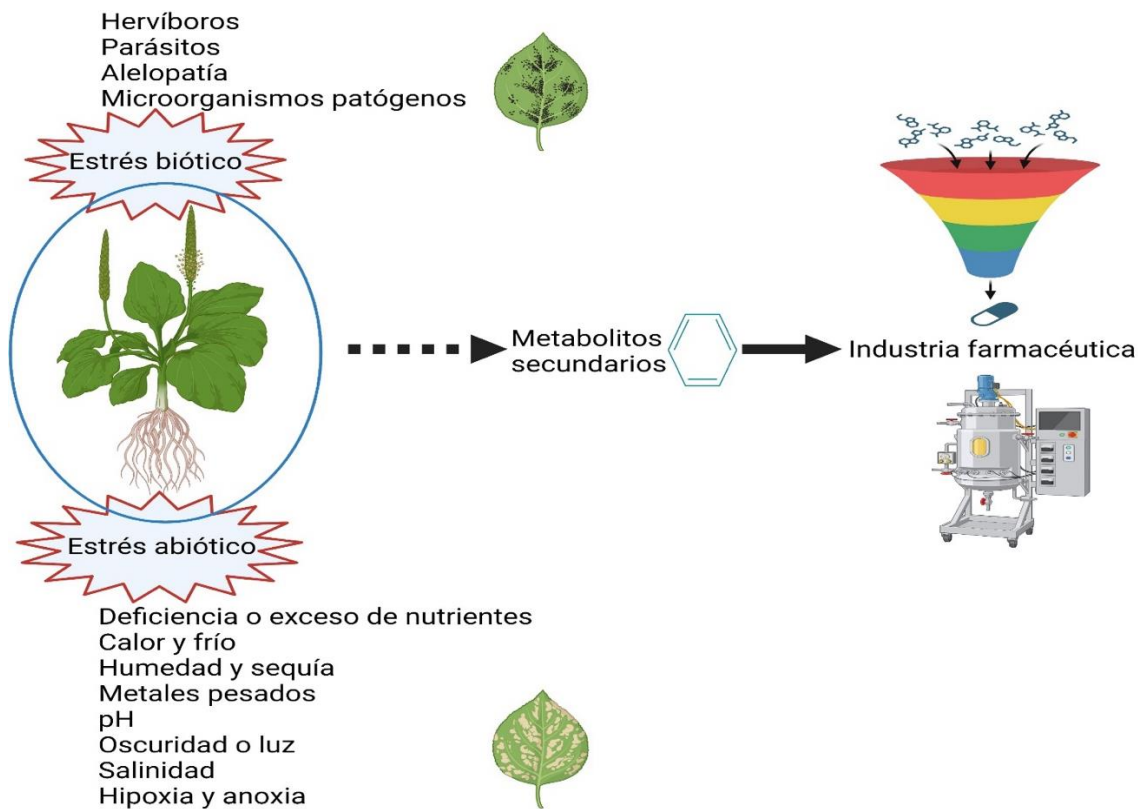 Hervíboros
Parásitos
Alelopatía
Microorganismos patógenos
Estrés biótico
Metabolitos
secundarios
Industria farmacéutica
Estrés abiótico
Deficiencia o exceso de nutrientes
Calor y frío
Humedad y sequía
Metales pesados
pH
Oscuridad o luz
Salinidad
Hipoxia y anoxia